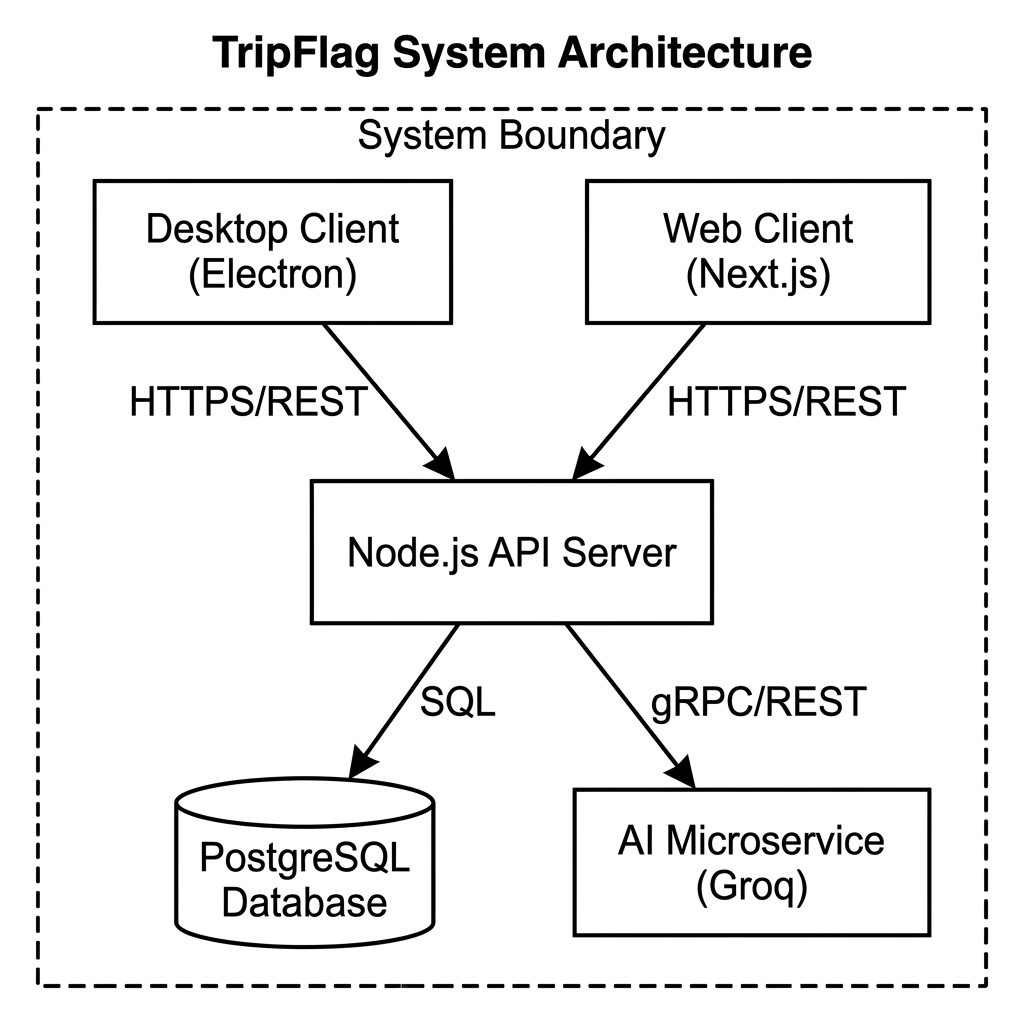 TripFlag System Architecture
System Boundary
Desktop Client
(Electron)
Web Client
(Next.js)
HTTPS/REST
HTTPS/REST
Node.js API Server
SQL
gRPC/REST
PostgreSQL
Database
AI Microservice
(Groq)